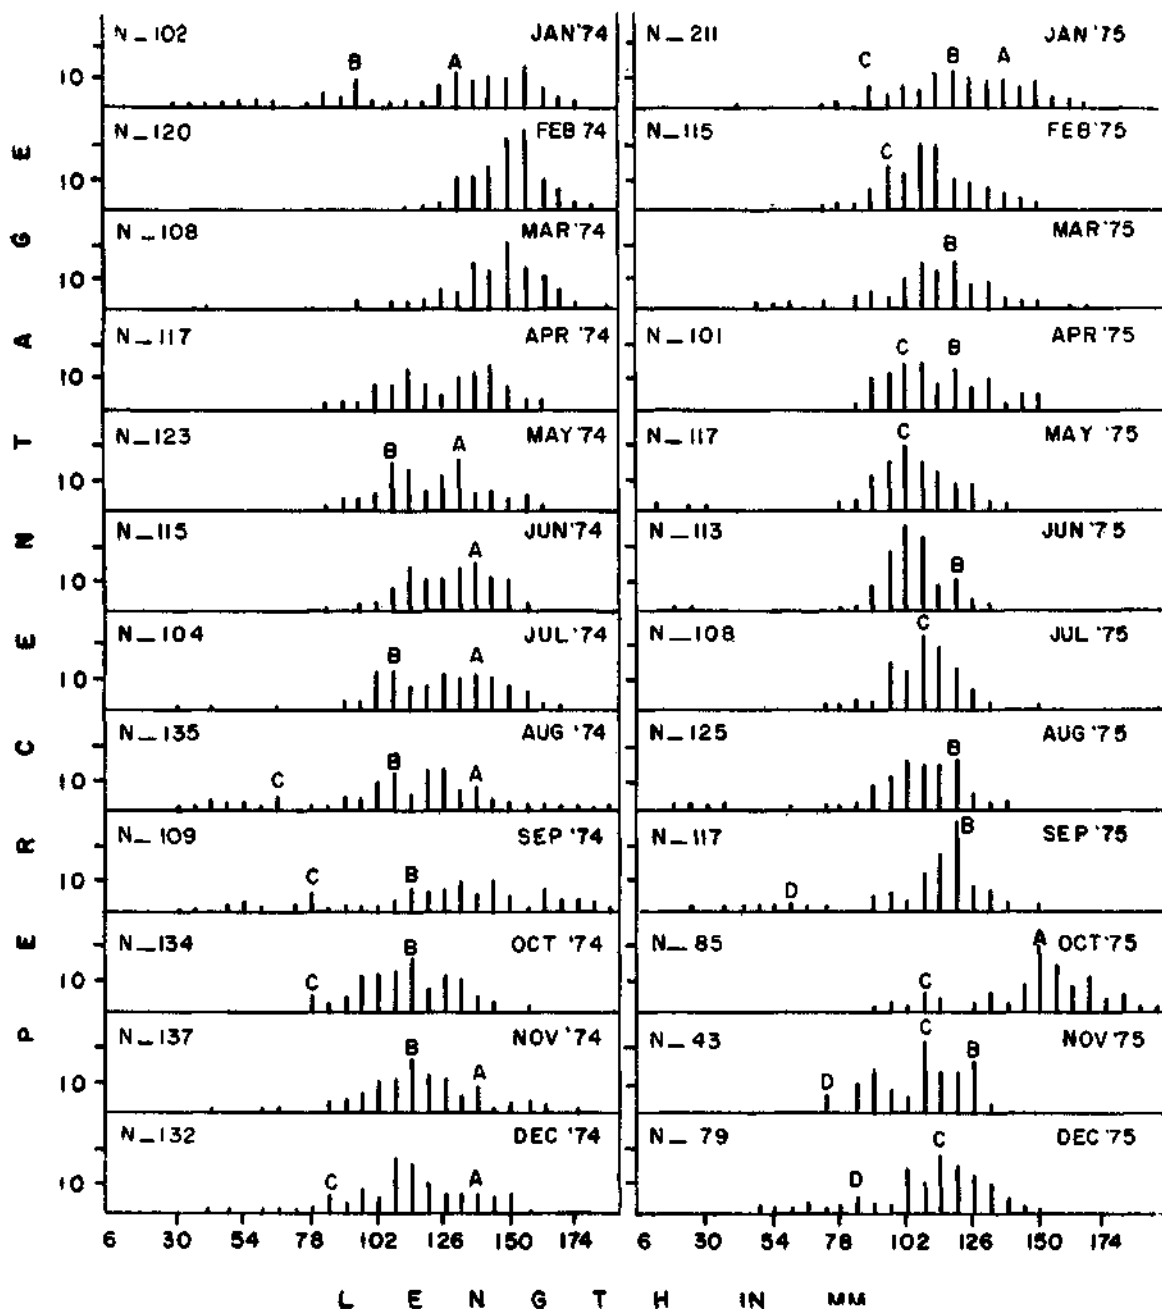 PERCENTAGE
N_102 JAN'74
B A
10
N_120 FEB 74
10
N_108 MAR'74
10
N_117 APR '74
10
N_123 MAY '74
B A
10
N_115 JUN'74
A
10
N_104 JUL'74
B A
10
N_135 AUG '74
C B A
10
N_109 SEP '74
C B
10
N_134 OCT '74
C B
10
N_137 NOV '74
B A
10
N_132 DEC '74
C A
10
6 30 54 78 102 126 150 174
N_211 JAN '75
C B A
N_115 FEB '75
C
N_108 MAR '75
B
N_101 APR '75
C B
N_117 MAY '75
C
N_113 JUN '75
B
N_108 JUL '75
C
N_125 AUG '75
B
N_117 SEP '75
D B
N_85 OCT '75
C A
N_43 NOV '75
D C B
N_79 DEC '75
D C
6 30 54 78 102 126 150 174
LENGTH IN MM